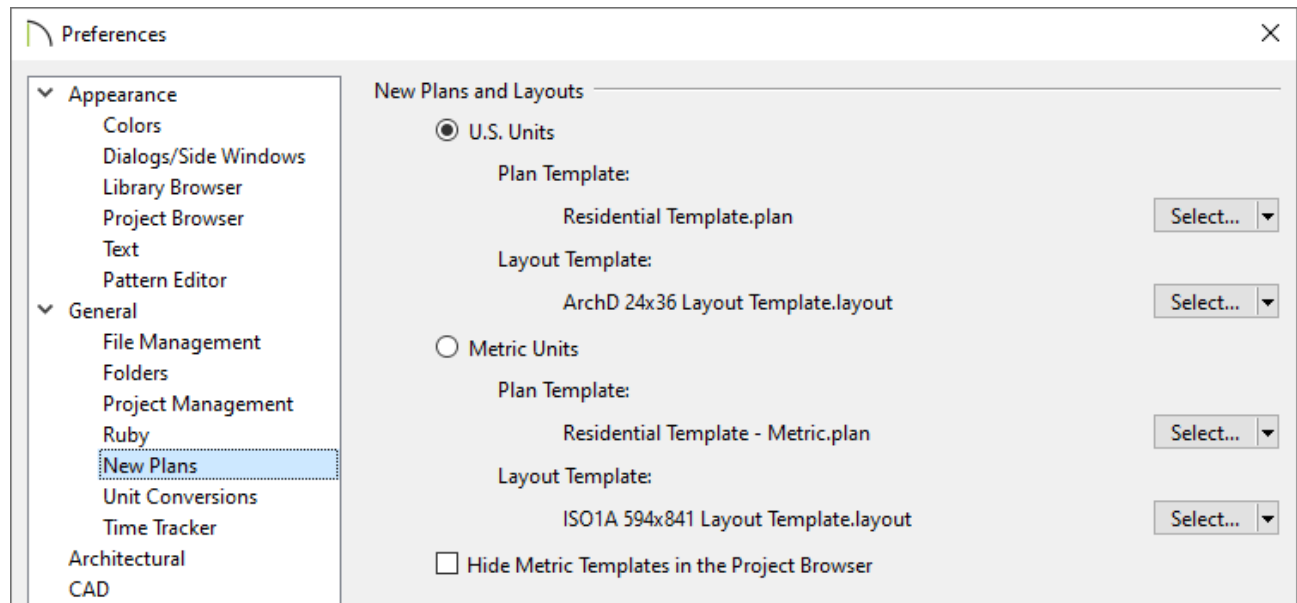 Preferences
Appearance
Colors
Dialogs/Side Windows
Library Browser
Project Browser
Text
Pattern Editor
General
File Management
Folders
Project Management
Ruby
New Plans
Unit Conversions
Time Tracker
Architectural
CAD
New Plans and Layouts
U.S. Units
Plan Template:
Residential Template.plan Select...
Layout Template:
ArchD 24x36 Layout Template.layout Select...
Metric Units
Plan Template:
Residential Template - Metric.plan Select...
Layout Template:
ISO1A 594x841 Layout Template.layout Select...
Hide Metric Templates in the Project Browser